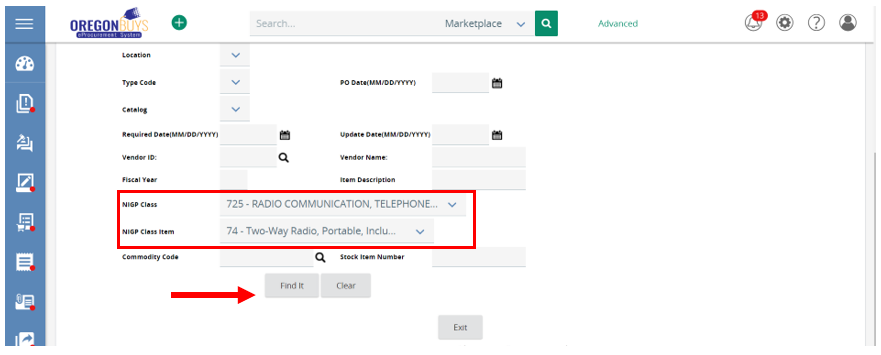 OREGONBUYS
eProcurement System
Search...
Marketplace
Advanced
13
Location
Type Code
PO Date(MM/DD/YYYY)
Catalog
Required Date(MM/DD/YYYY)
Update Date(MM/DD/YYYY)
Vendor ID:
Vendor Name:
Fiscal Year
Item Description
NIGP Class
725 - RADIO COMMUNICATION, TELEPHONE...
NIGP Class Item
74 - Two-Way Radio, Portable, Inclu...
Commodity Code
Stock Item Number
Find It
Clear
Exit